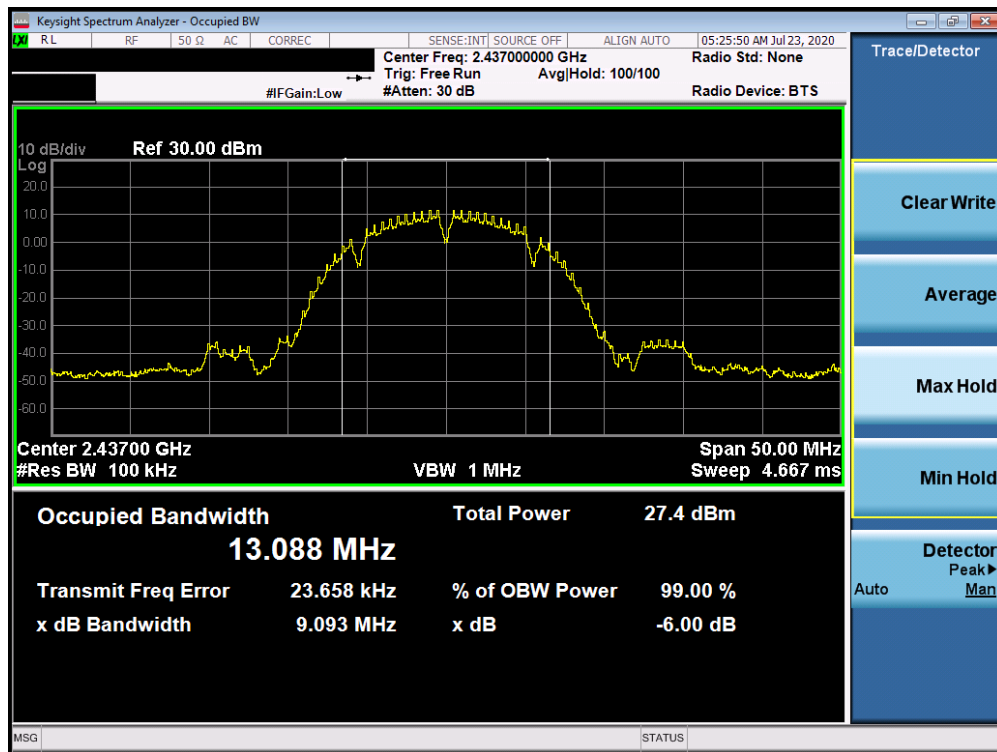 Keysight Spectrum Analyzer - Occupied BW
LXI RL RF 50 Ω AC CORREC SENSE:INT SOURCE OFF ALIGN AUTO 05:25:50 AM Jul 23, 2020
Center Freq: 2.437000000 GHz Radio Std: None
Trig: Free Run Avg|Hold: 100/100
#IFGain:Low #Atten: 30 dB Radio Device: BTS
10 dB/div Ref 30.00 dBm
Log
20.0
10.0
0.00
-10.0
-20.0
-30.0
-40.0
-50.0
-60.0
Center 2.43700 GHz Span 50.00 MHz
#Res BW 100 kHz VBW 1 MHz Sweep 4.667 ms
Occupied Bandwidth Total Power 27.4 dBm
13.088 MHz
Transmit Freq Error 23.658 kHz % of OBW Power 99.00 %
x dB Bandwidth 9.093 MHz x dB -6.00 dB
MSG STATUS
Trace/Detector
Clear Write
Average
Max Hold
Min Hold
Detector
Peak▶
Auto Man